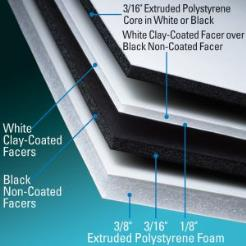 3/16" Extruded Polystyrene
Core in White or Black
White Clay-Coated Facer over
Black Non-Coated Facer
White
Clay-Coated
Facers
Black
Non-Coated
Facers
3/8" 3/16" 1/8"
Extruded Polystyrene Foam